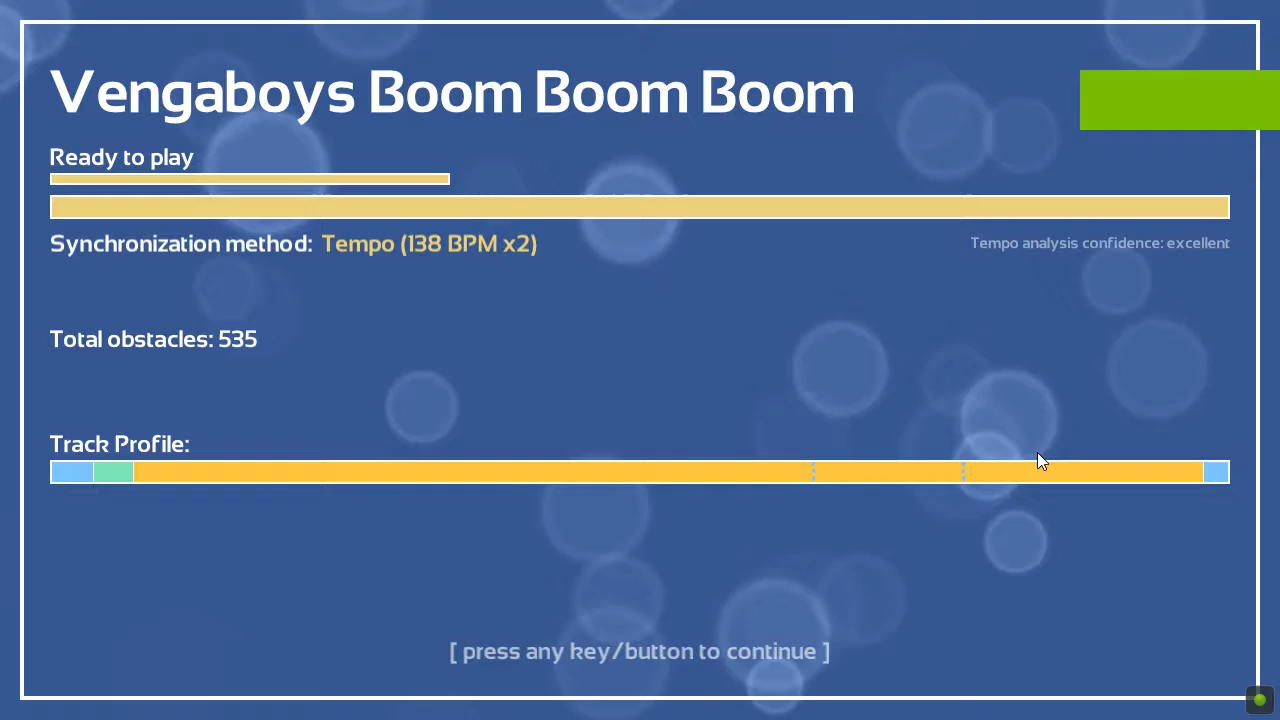 Vengaboys Boom Boom Boom
Ready to play
Synchronization method: Tempo (138 BPM x2)
Tempo analysis confidence: excellent
Total obstacles: 535
Track Profile:
[ press any key/button to continue ]